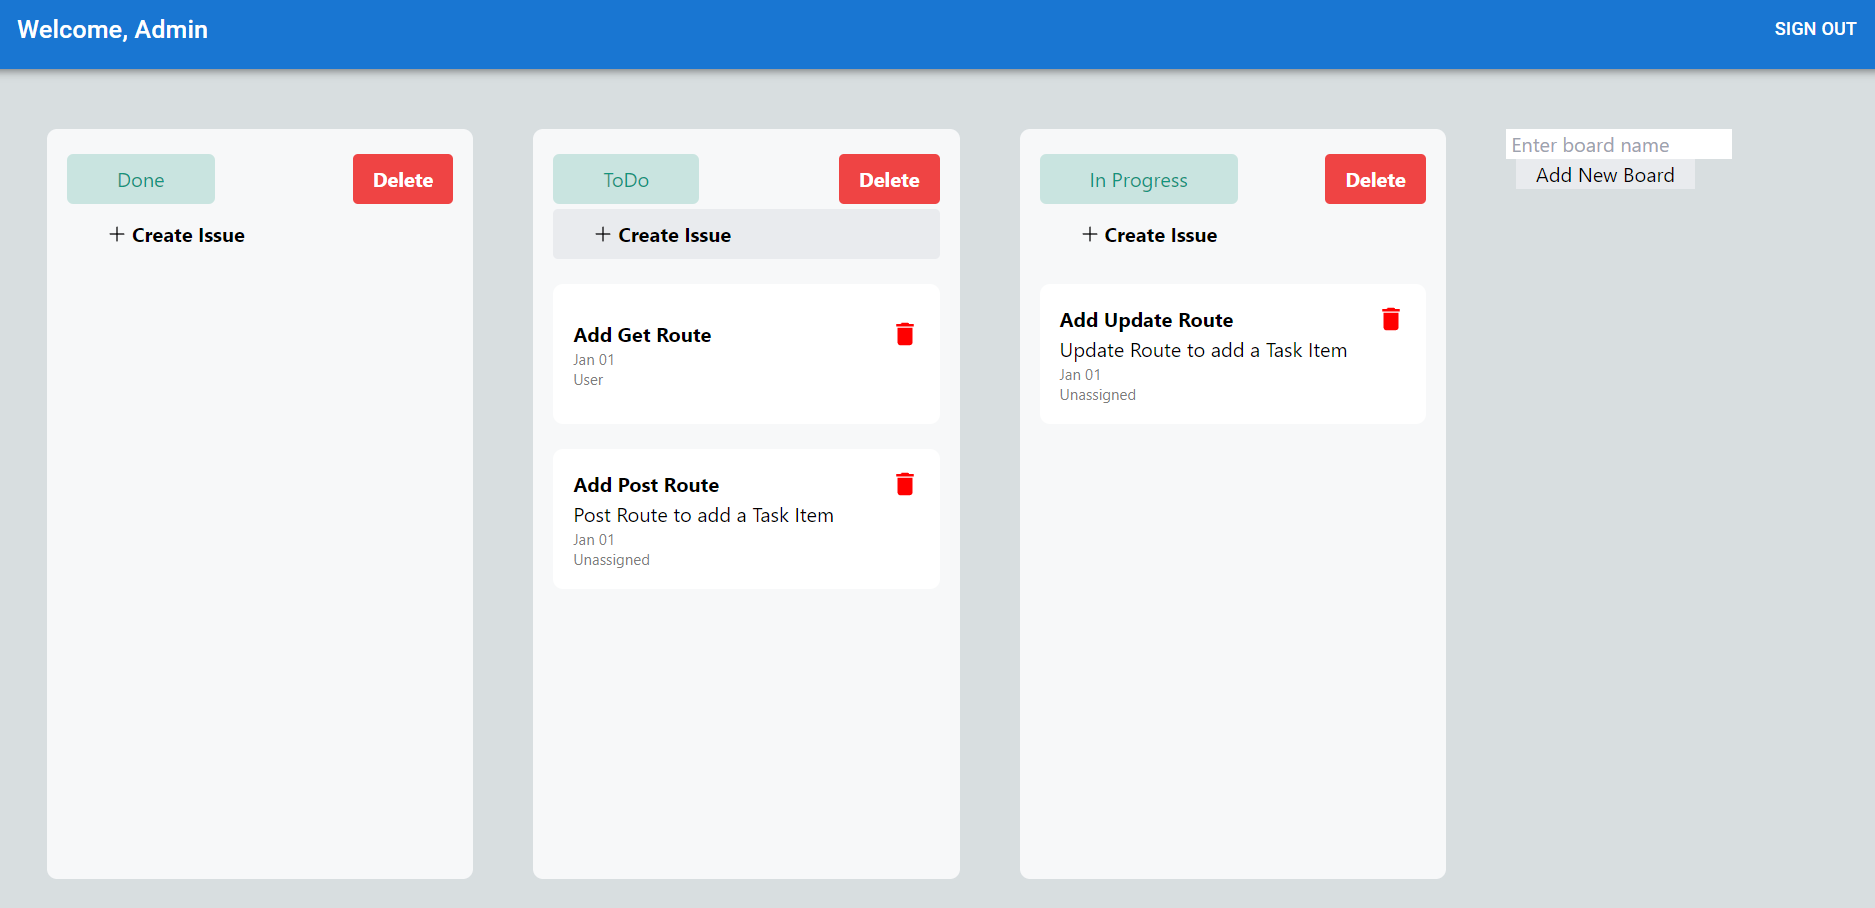 Welcome, Admin
SIGN OUT
Done
Delete
+ Create Issue
ToDo
Delete
+ Create Issue
Add Get Route
Jan 01
User
Add Post Route
Post Route to add a Task Item
Jan 01
Unassigned
In Progress
Delete
+ Create Issue
Add Update Route
Update Route to add a Task Item
Jan 01
Unassigned
Enter board name
Add New Board